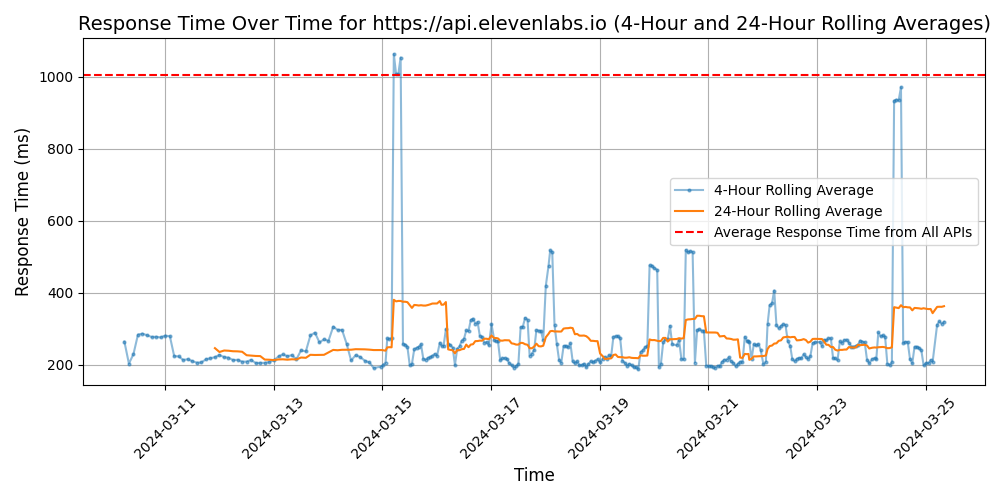 Response Time Over Time for https://api.elevenlabs.io (4-Hour and 24-Hour Rolling Averages)
Response Time (ms)
1000
800
600
400
200
4-Hour Rolling Average
24-Hour Rolling Average
Average Response Time from All APIs
2024-03-11
2024-03-13
2024-03-15
2024-03-17
2024-03-19
2024-03-21
2024-03-23
2024-03-25
Time